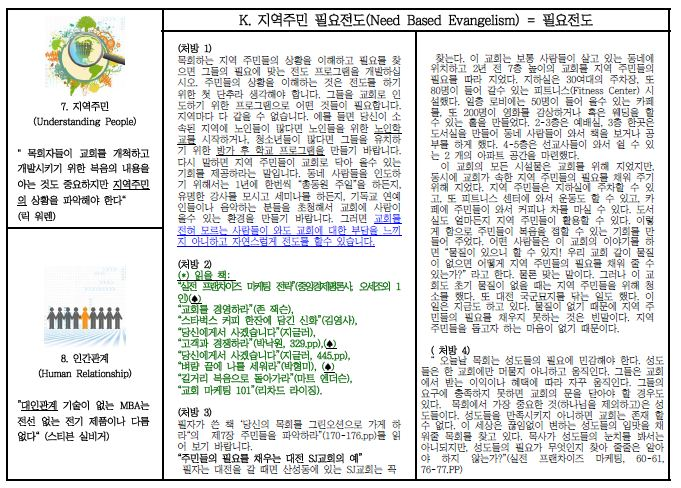 K. 지역주민 필요전도(Need Based Evangelism) = 필요전도
7. 지역주민
(Understanding People)
" 목회자들이 교회를 개척하고
개발시키기 위한 복음의 내용을
아는 것도 중요하지만 지역주민
의 상황을 파악해야 한다"
(릭 워렌)
8. 인간관계
(Human Relationship)
"대인관계 기술이 없는 MBA는
전선 없는 전기 제품이나 다름
없다" (스티븐 실비거)
(처방 1)
목회하는 지역 주민들의 상황을 이해하고 필요를 찾
으면 그들의 필요에 맞는 전도 프로그램을 개발하십
시오. 주민들의 상황을 이해하는 것은 전도를 하기
위한 첫 단추라 생각해야 합니다. 그들을 교회로 인
도하기 위한 프로그램으로 어떤 것이 필요합니다.
지역마다 다 같을 수 없습니다. 예를 들면 당신이 소
속된 지역에 노인들이 많다면 노인들을 위한 노인학
교를 시작하거나, 청소년들이 많다면 그들을 유치하
기 위한 방가 후 학교 프로그램을 만들기 바랍니다.
다시 말하면 지역 주민들이 교회로 닥아 올수 있는
기회를 제공하라는 말입니다. 동네 사람들을 인도하
기 위해서는 1년에 한번씩 "총동원 주일"을 하든지,
유명한 강사를 모시고 세미나를 하든지, 기독교 연예
인들이나 음악하는 분들을 초청해서 교회에 사람이
올수 있는 환경을 만들기 바랍니다. 그러면 교회를
전혀 모르는 사람들이 와도 교회에 대한 부담을 느끼
지 아니하고 자연스럽게 전도를 할수 있습니다.
(처방 2)
(*) 읽을 책:
"실전 프랜차이즈 마케팅 전략"(중앙경제평론사, 오세조의 1
인)(♠)
"교회를 경영하라"(존 잭슨),
"스타벅스 커피 한잔에 담긴 신화"(김영사),
"당신에게서 사겠습니다"(지글러),
"고객과 경쟁하라"(박낙원, 329.pp),(♠)
"당신에게서 사겠습니다"(지글러, 445.pp),
"벼랑 끝에 나를 세워라"(박형미), (♠)
"길거리 복음으로 돌아가라"(마트 엔더슨),
"교회 마케팅 101"(리차드 라이징).
(처방 3)
필자가 쓴 책 "당신의 목회를 그린오션으로 가게 하
라"의 제7장 주민들을 파악하라"(170-176.pp)를 읽
어 보기 바랍니다.
"주민들의 필요를 채우는 대전 SJ교회의 예"
필자는 대전을 갈 때면 산성동에 있는 SJ교회는 꼭
찾는다. 이 교회는 보통 사람들이 살고 있는 동네에
위치하고 2년 전 7층 높이의 교회를 지역 주민들의
필요를 따라 지었다. 지하실은 30여대의 주차장, 또
80명이 들어 갈수 있는 피트니스(Fitness Center) 시
설했다. 일층 로비에는 50명이 들어 올수 있는 카페
를, 또 200명이 영화를 감상하거나 혹은 웨딩을 할
수 있는 홀을 만들었다. 2-3층은 예배실, 3층 한곳은
도서실을 만들어 동네 사람들이 와서 책을 보거나 공
부를 하게 했다. 4-5층은 선교사들이 와서 쉴 수 있
는 2 개의 아파트 공간을 마련했다.
이 교회의 모든 시설들은 교회를 위해 지었지만,
동시에 교회가 속한 지역 주민들의 필요를 채워 주기
위해 지었다. 지역 주민들은 지하실에 주차할 수 있
고, 또 피트니스 센터에 와서 운동도 할 수 있고, 카
페에 주민들이 와서 커피나 차를 마실 수 있다. 도서
실도 얼마든지 지역 주민들이 활용할 수 있다. 이렇
게 함으로 주민들이 복음을 접할 수 있는 기회를 만
들어 주었다. 어떤 사람들은 이 교회의 이야기를 하
면 "물질이 있으니 할 수 있지! 우리 교회 같이 물질
이 없으면 어떻게 지역 주민들의 필요를 채워 줄 수
있는가?" 라고 한다. 물론 맞는 말이다. 그러나 이 교
회도 초기 물질이 없을 때는 지역 주민들을 위해 청
소를 했다. 또 대전 국군묘지를 닦는 일도 했다. 이
일은 지금도 하고 있다. 물질이 없기 때문에 지역 주
민들의 필요를 채우지 못하는 것은 빈말이다. 지역
주민들을 돕고자 하는 마음이 없기 때문이다.
( 처방 4)
" 오늘날 목회는 성도들의 필요에 민감해야 한다. 성도
들은 한 교회에만 머물지 아니하고 움직인다. 그들은 교회
에서 받는 이익이나 혜택에 따라 자꾸 움직인다. 그들의
요구에 충족하지 못하면 교회의 문을 닫아야 할 경우도
있다. 목회에서 가장 중요한 것(하나님을 제외하고)은 성
도들이다. 성도들을 만족시키지 아니하면 교회는 존재 할
수 없다. 이 세상은 끊임없이 변하는 성도들의 입맛을 채
워줄 목회를 찾고 있다. 목사가 성도들의 눈치를 봐서는
아니되지만, 성도들의 필요가 무엇인지 찾아 줄줄은 알아
야 하지 않는가?"(실전 프랜차이즈 마케팅, 60-61,
76-77.PP)